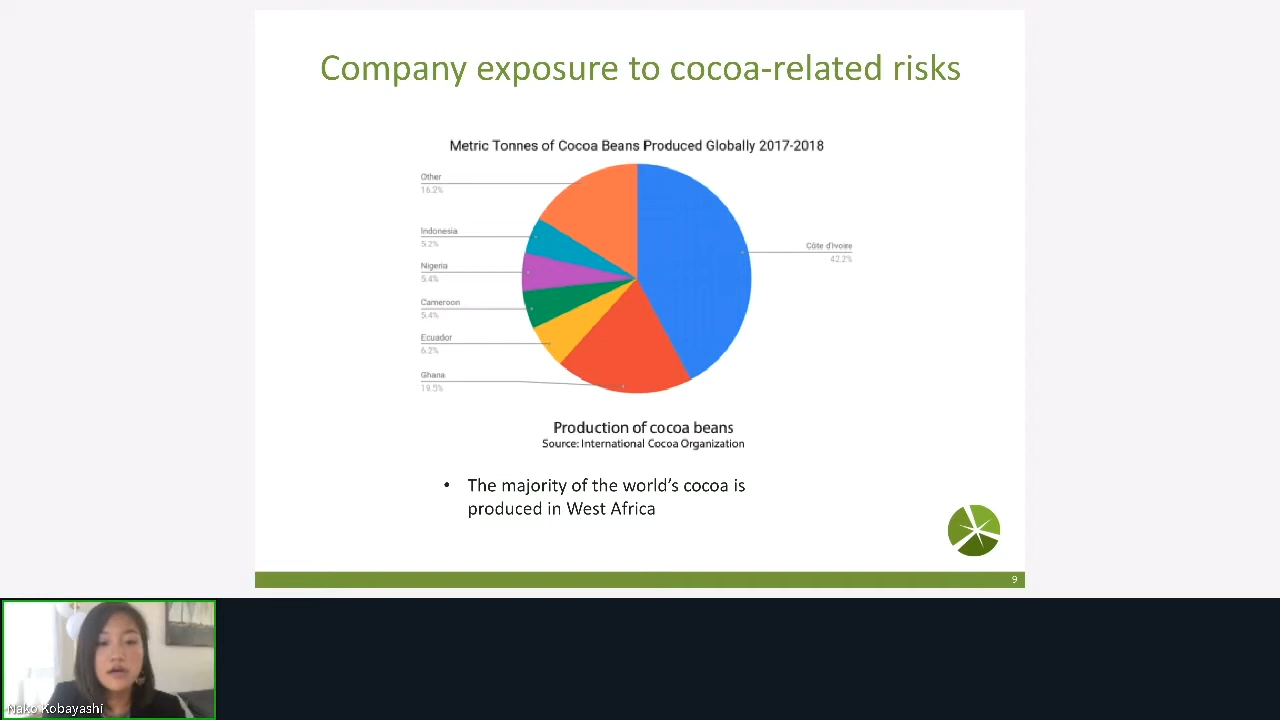 Company exposure to cocoa-related risks
Metric Tonnes of Cocoa Beans Produced Globally 2017-2018
Other
16.2%
Indonesia
5.2%
Nigeria
5.4%
Cameroon
5.4%
Ecuador
6.2%
Ghana
19.5%
Côte d'Ivoire
42.2%
Production of cocoa beans
Source: International Cocoa Organization
• The majority of the world's cocoa is
produced in West Africa
9
Nako Kobayashi